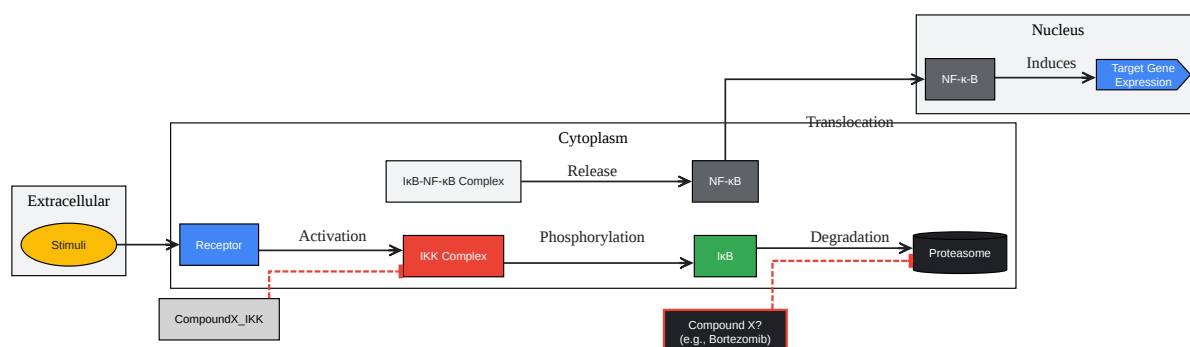 Nucleus
NF-κ-B
Induces
Target Gene
Expression
Translocation
Cytoplasm
IκB-NF-κB Complex
Release
NF-κB
Extracellular
Stimuli
Receptor
Activation
IKK Complex
Phosphorylation
IκB
Degradation
Proteasome
CompoundX_IKK
Compound X?
(e.g., Bortezomib)